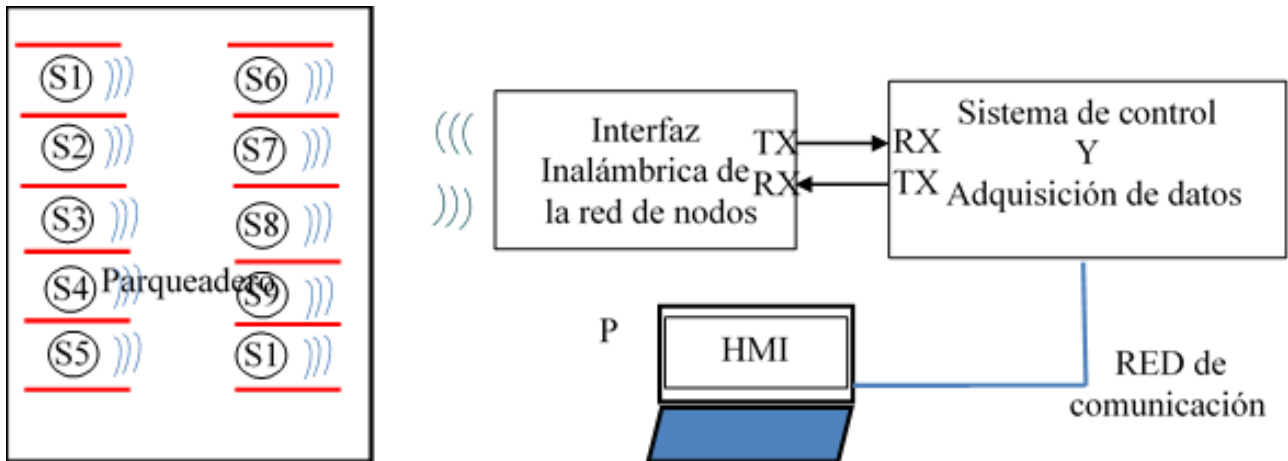 S1
S2
S3
S4
S5
Parqueadero
S6
S7
S8
S9
S1
Interfaz
Inalámbrica de
la red de nodos
TX
RX
RX
TX
Sistema de control
Y
Adquisición de datos
P
HMI
RED de
comunicación